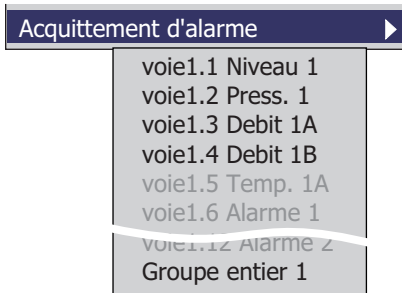 Acquittement d'alarme
voie1.1 Niveau 1
voie1.2 Press. 1
voie1.3 Debit 1A
voie1.4 Debit 1B
voie1.5 Temp. 1A
voie1.6 Alarme 1
voie1.12 Alarme 2
Groupe entier 1